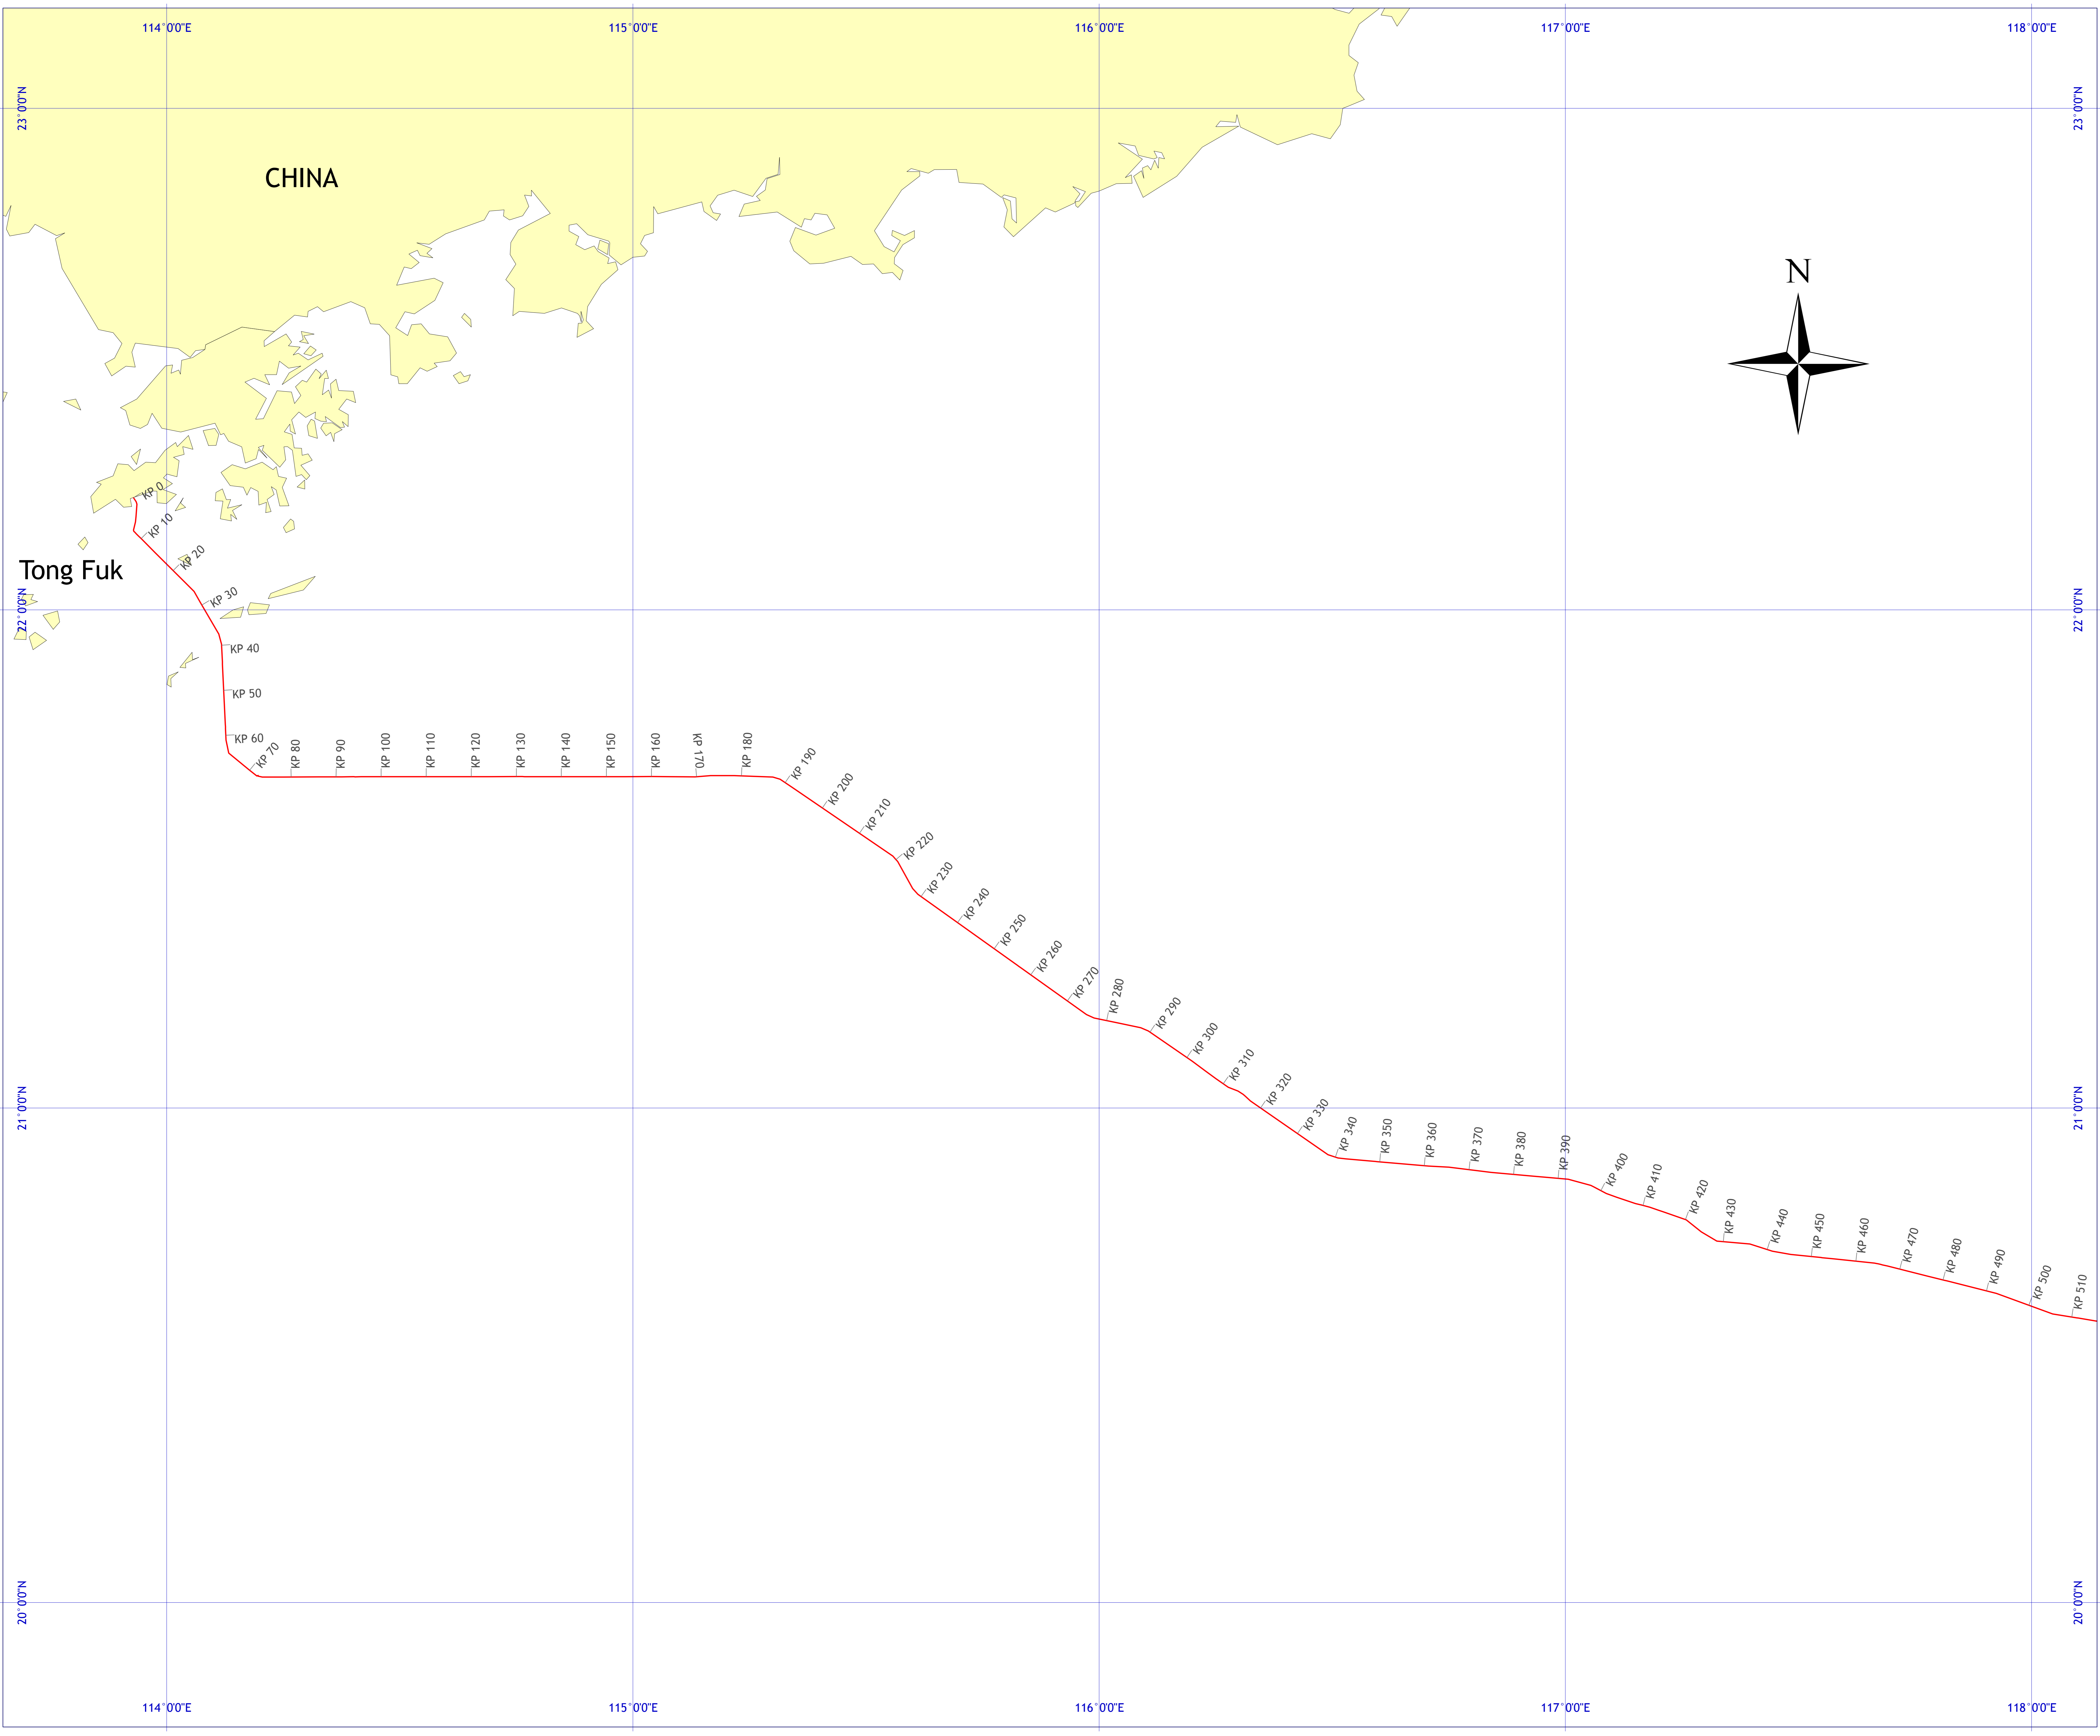 114°0'0"E
115°0'0"E
116°0'0"E
117°0'0"E
118°0'0"E
23°0'0"N
23°0'0"N
CHINA
N
KP 0
KP 10
KP 20
Tong Fuk
KP 30
22°0'0"N
22°0'0"N
KP 40
KP 50
KP 60
KP 70
KP 80
KP 90
KP 100
KP 110
KP 120
KP 130
KP 140
KP 150
KP 160
KP 170
KP 180
KP 190
KP 200
KP 210
KP 220
KP 230
KP 240
KP 250
KP 260
KP 270
KP 280
KP 290
KP 300
KP 310
KP 320
KP 330
21°0'0"N
21°0'0"N
KP 340
KP 350
KP 360
KP 370
KP 380
KP 390
KP 400
KP 410
KP 420
KP 430
KP 440
KP 450
KP 460
KP 470
KP 480
KP 490
KP 500
KP 510
20°0'0"N
20°0'0"N
114°0'0"E
115°0'0"E
116°0'0"E
117°0'0"E
118°0'0"E